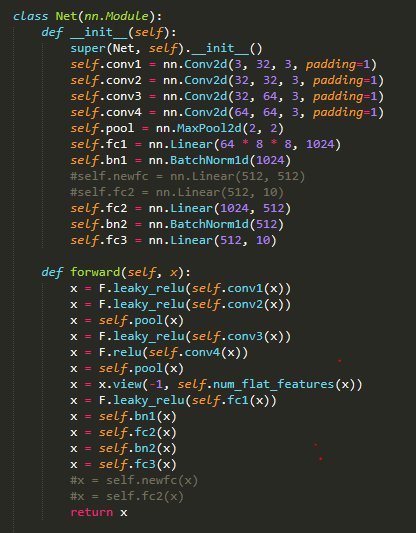 class Net(nn.Module):
    def __init__(self):
        super(Net, self).__init__()
        self.conv1 = nn.Conv2d(3, 32, 3, padding=1)
        self.conv2 = nn.Conv2d(32, 32, 3, padding=1)
        self.conv3 = nn.Conv2d(32, 64, 3, padding=1)
        self.conv4 = nn.Conv2d(64, 64, 3, padding=1)
        self.pool = nn.MaxPool2d(2, 2)
        self.fc1 = nn.Linear(64 * 8 * 8, 1024)
        self.bn1 = nn.BatchNorm1d(1024)
        #self.newfc = nn.Linear(512, 512)
        #self.fc2 = nn.Linear(512, 10)
        self.fc2 = nn.Linear(1024, 512)
        self.bn2 = nn.BatchNorm1d(512)
        self.fc3 = nn.Linear(512, 10)

    def forward(self, x):
        x = F.leaky_relu(self.conv1(x))
        x = F.leaky_relu(self.conv2(x))
        x = self.pool(x)
        x = F.leaky_relu(self.conv3(x))
        x = F.relu(self.conv4(x))
        x = self.pool(x)
        x = x.view(-1, self.num_flat_features(x))
        x = F.leaky_relu(self.fc1(x))
        x = self.bn1(x)
        x = self.fc2(x)
        x = self.bn2(x)
        x = self.fc3(x)
        #x = self.newfc(x)
        #x = self.fc2(x)
        return x